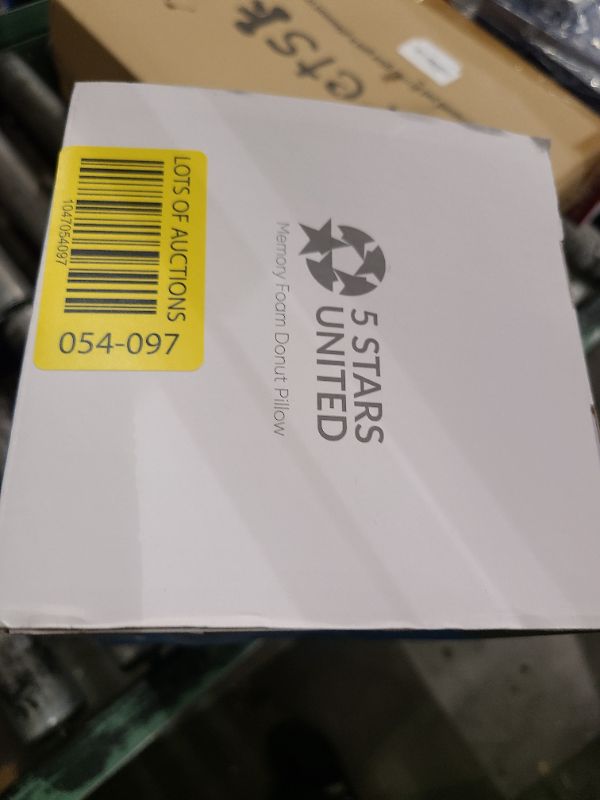 LOTS OF AUCTIONS
1047054097
054-097
5 STARS
UNITED
Memory Foam Donut Pillow